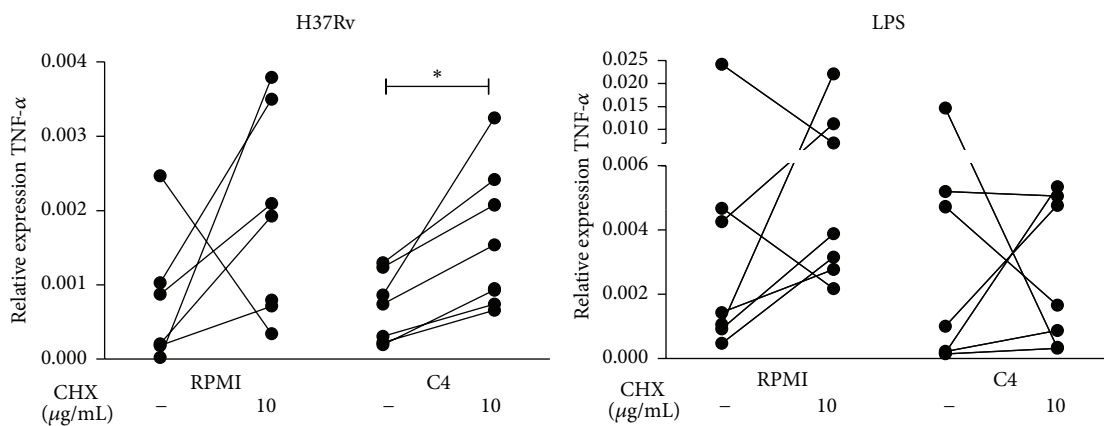 H37Rv
Relative expression TNF-α
0.004
0.003
0.002
0.001
0.000
*
RPMI
C4
CHX
(μg/mL)
–
10
–
10
LPS
Relative expression TNF-α
0.025
0.020
0.015
0.010
0.006
0.004
0.002
0.000
RPMI
C4
CHX
(μg/mL)
–
10
–
10